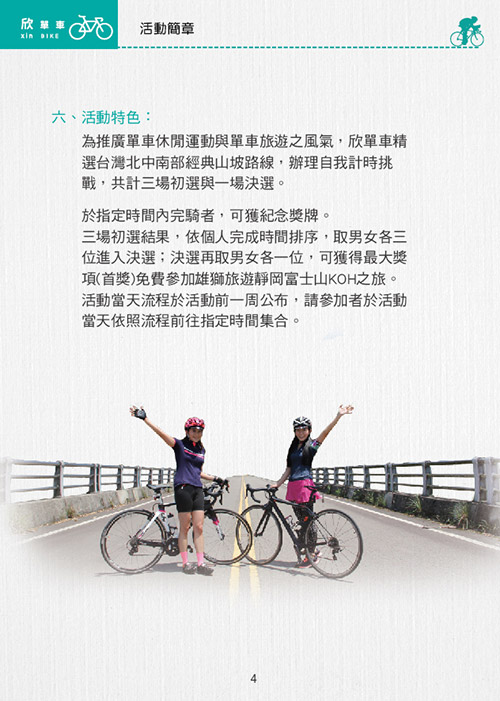 欣單車
xin BIKE
活動簡章
六、活動特色：
為推廣單車休閒運動與單車旅遊之風氣，欣單車精
選台灣北中南部經典山坡路線，辦理自我計時挑
戰，共計三場初選與一場決選。
於指定時間內完騎者，可獲紀念獎牌。
三場初選結果，依個人完成時間排序，取男女各三
位進入決選；決選再取男女各一位，可獲得最大獎
項(首獎)免費參加雄獅旅遊靜岡富士山KOH之旅。
活動當天流程於活動前一周公布，請參加者於活動
當天依照流程前往指定時間集合。
4